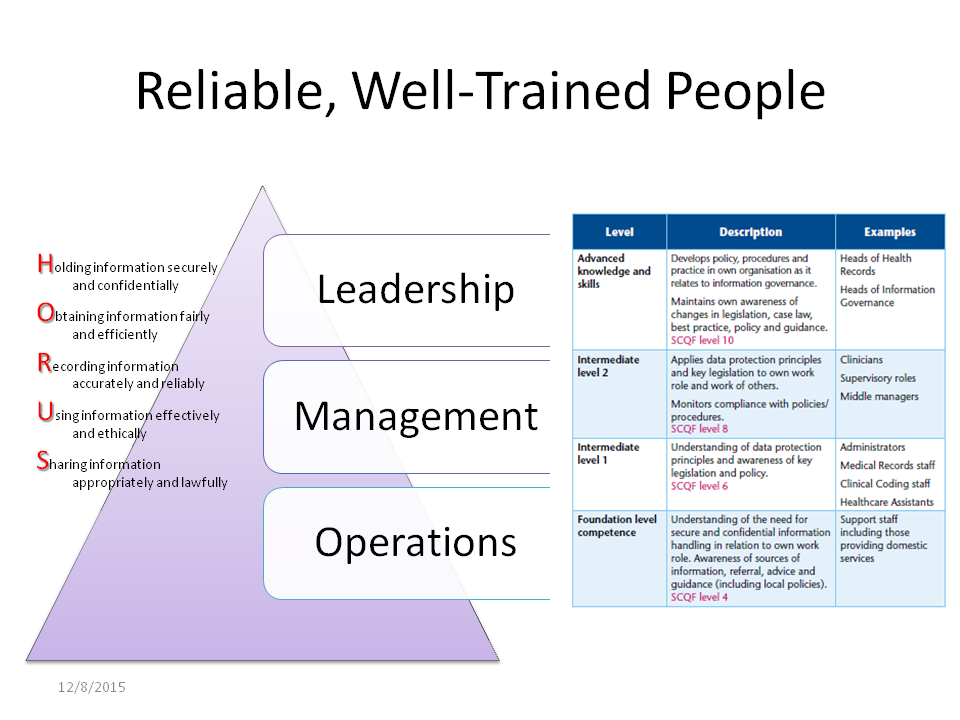 Reliable, Well-Trained People
Holding information securely
and confidentially
Obtaining information fairly
and efficiently
Recording information
accurately and reliably
Using information effectively
and ethically
Sharing information
appropriately and lawfully
Leadership
Management
Operations
Level Description Examples
Advanced
knowledge and
skills
Develops policy, procedures and
practice in own organisation as it
relates to information governance.
Maintains own awareness of
changes in legislation, case law,
best practice, policy and guidance.
SCQF level 10
Heads of Health
Records
Heads of Information
Governance
Intermediate
level 2
Applies data protection principles
and key legislation to own work
role and work of others.
Monitors compliance with policies/
procedures.
SCQF level 8
Clinicians
Supervisory roles
Middle managers
Intermediate
level 1
Understanding of data protection
principles and awareness of key
legislation and policy.
SCQF level 6
Administrators
Medical Records staff
Clinical Coding staff
Healthcare Assistants
Foundation level
competence
Understanding of the need for
secure and confidential information
handling in relation to own work
role. Awareness of sources of
information, referral, advice and
guidance (including local policies).
SCQF level 4
Support staff
including those
providing domestic
services
12/8/2015